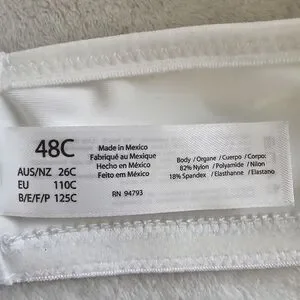 48C
AUS/NZ 26C
EU 110C
B/E/F/P 125C
Made in Mexico
Fabriqué au Mexique
Hecho en México
Feito em México
RN 94793
Body / Organe / Cuerpo / Corpo:
82% Nylon / Polyamide / Nilon
18% Spandex / Elasthanne / Elastano